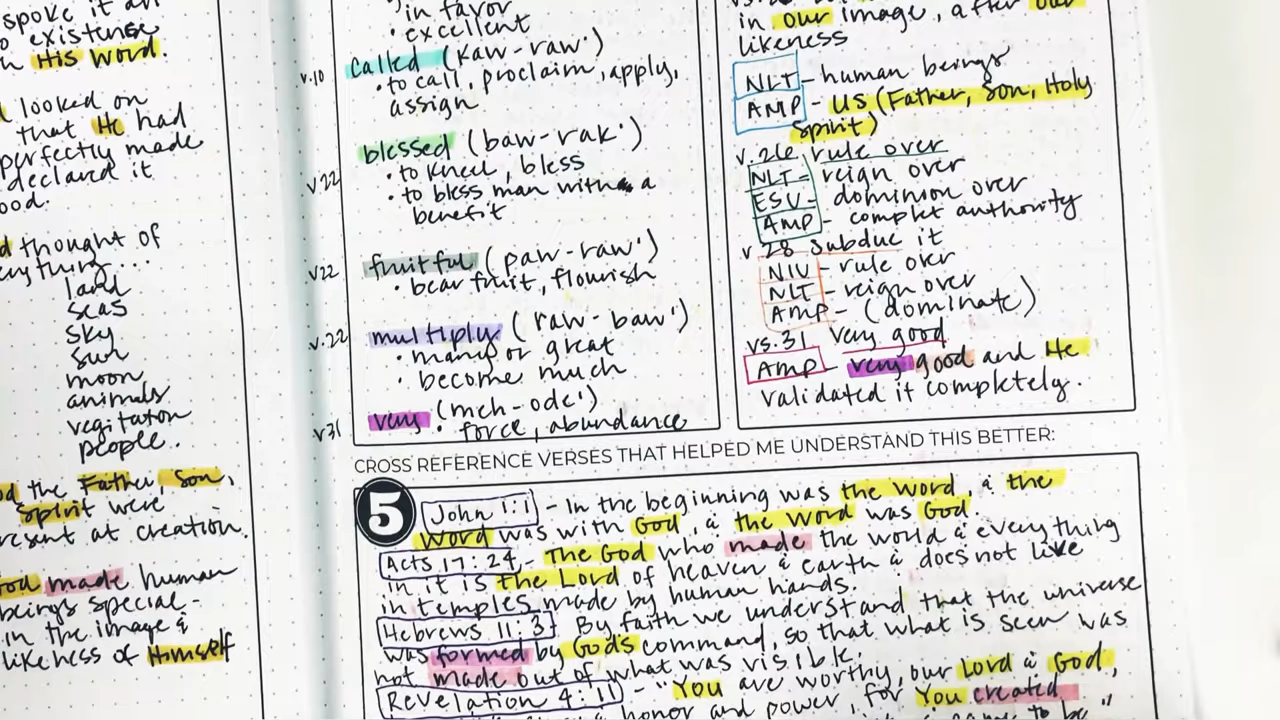 spoke it all
existense
His Word.
looked on
that He had
perfectly made
declared it
ood.
thought of
everything...
land
seas
sky
sun
moon
animals
vegitation
people.
the Father, Son,
Spirit were
resent at creation.
God made human
beings special-
in the image &
likeness of Himself
in favor
• excellent
v.10 called (kaw-raw')
• to call, proclaim, apply,
assign
v22 blessed (baw-rak')
• to kneel, bless
• to bless man with a
benefit
v22 fruitful (paw-raw')
• bear fruit, flourish
v.22 multiply (raw-baw')
• many or great
• become much
v31 very (meh-ode')
• force, abundance
in our image, after our
likeness
NLT - human beings
AMP - us (Father, Son, Holy
Spirit)
v.26 rule over
NLT - reign over
ESV - dominion over
AMP - complet authority
v.28 subdue it
NIV - rule over
NLT - reign over
AMP - (dominate)
vs.31 very good
AMP - very good and He
validated it completely.
CROSS REFERENCE VERSES THAT HELPED ME UNDERSTAND THIS BETTER:
5
John 1:1 - In the beginning was the Word, & the
Word was with God, & the Word was God.
Acts 17:24 - The God who made the world & everything
in it is the Lord of heaven & earth & does not like
in temples made by human hands.
Hebrews 11:3 By faith we understand that the universe
was formed by God's command, so that what is seen was
not made out of what was visible.
Revelation 4:11 - "You are worthy, our Lord & God,
honor and power, for You created
to be"